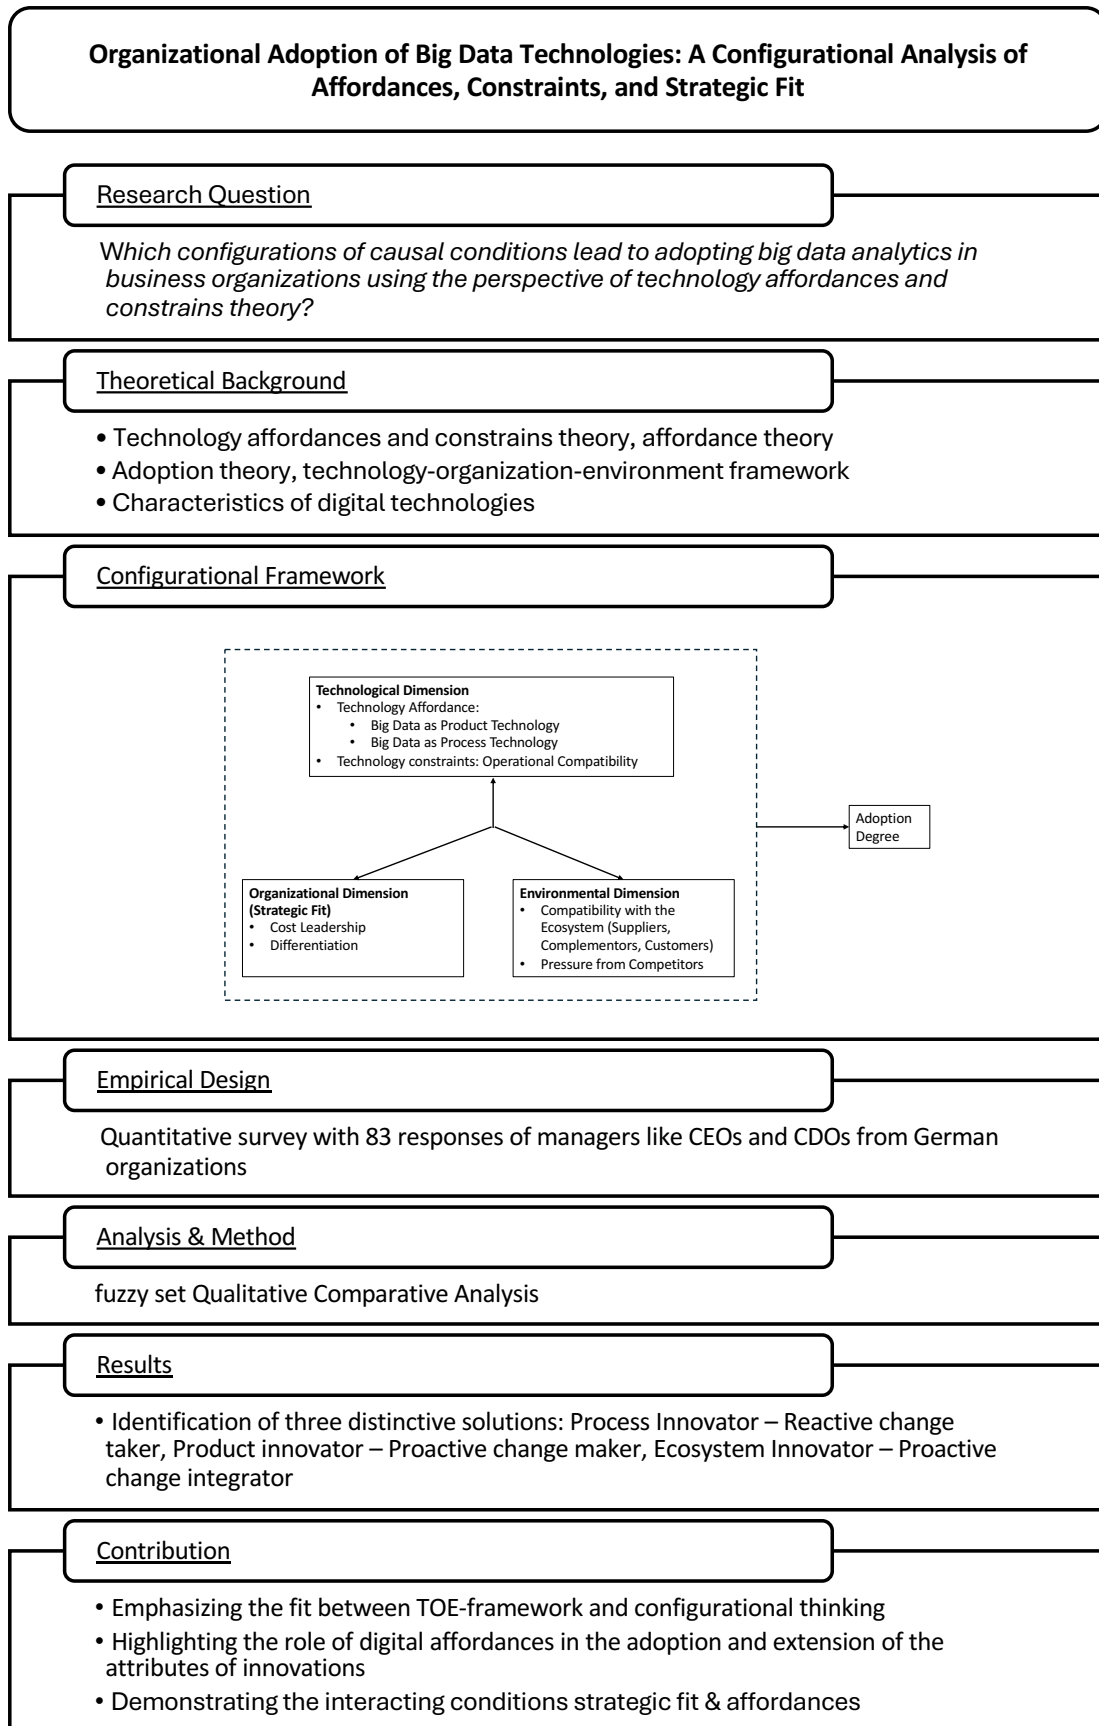 Organizational Adoption of Big Data Technologies: A Configurational Analysis of
Affordances, Constraints, and Strategic Fit
Research Question
Which configurations of causal conditions lead to adopting big data analytics in
business organizations using the perspective of technology affordances and
constrains theory?
Theoretical Background
• Technology affordances and constrains theory, affordance theory
• Adoption theory, technology-organization-environment framework
• Characteristics of digital technologies
Configurational Framework
Technological Dimension
• Technology Affordance:
• Big Data as Product Technology
• Big Data as Process Technology
• Technology constraints: Operational Compatibility
Adoption
Degree
Organizational Dimension
(Strategic Fit)
• Cost Leadership
• Differentiation
Environmental Dimension
• Compatibility with the
Ecosystem (Suppliers,
Complementors, Customers)
• Pressure from Competitors
Empirical Design
Quantitative survey with 83 responses of managers like CEOs and CDOs from German
organizations
Analysis & Method
fuzzy set Qualitative Comparative Analysis
Results
• Identification of three distinctive solutions: Process Innovator – Reactive change
taker, Product innovator – Proactive change maker, Ecosystem Innovator – Proactive
change integrator
Contribution
• Emphasizing the fit between TOE-framework and configurational thinking
• Highlighting the role of digital affordances in the adoption and extension of the
attributes of innovations
• Demonstrating the interacting conditions strategic fit & affordances